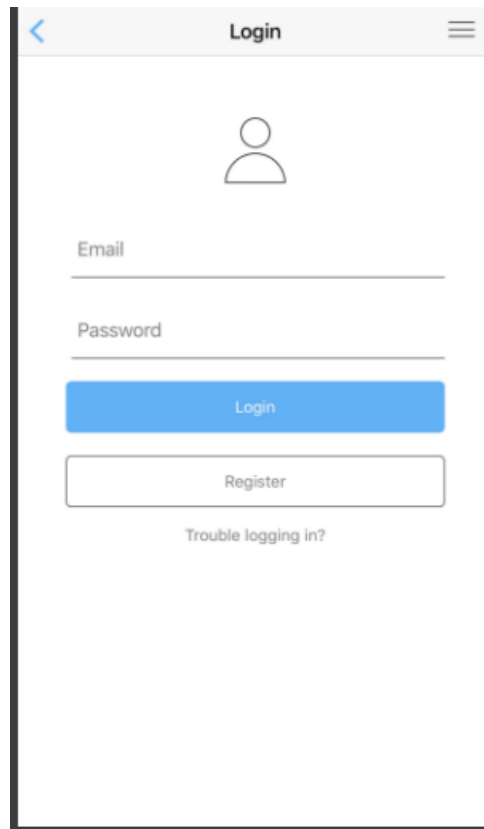 Login
Email
Password
Login
Register
Trouble logging in?